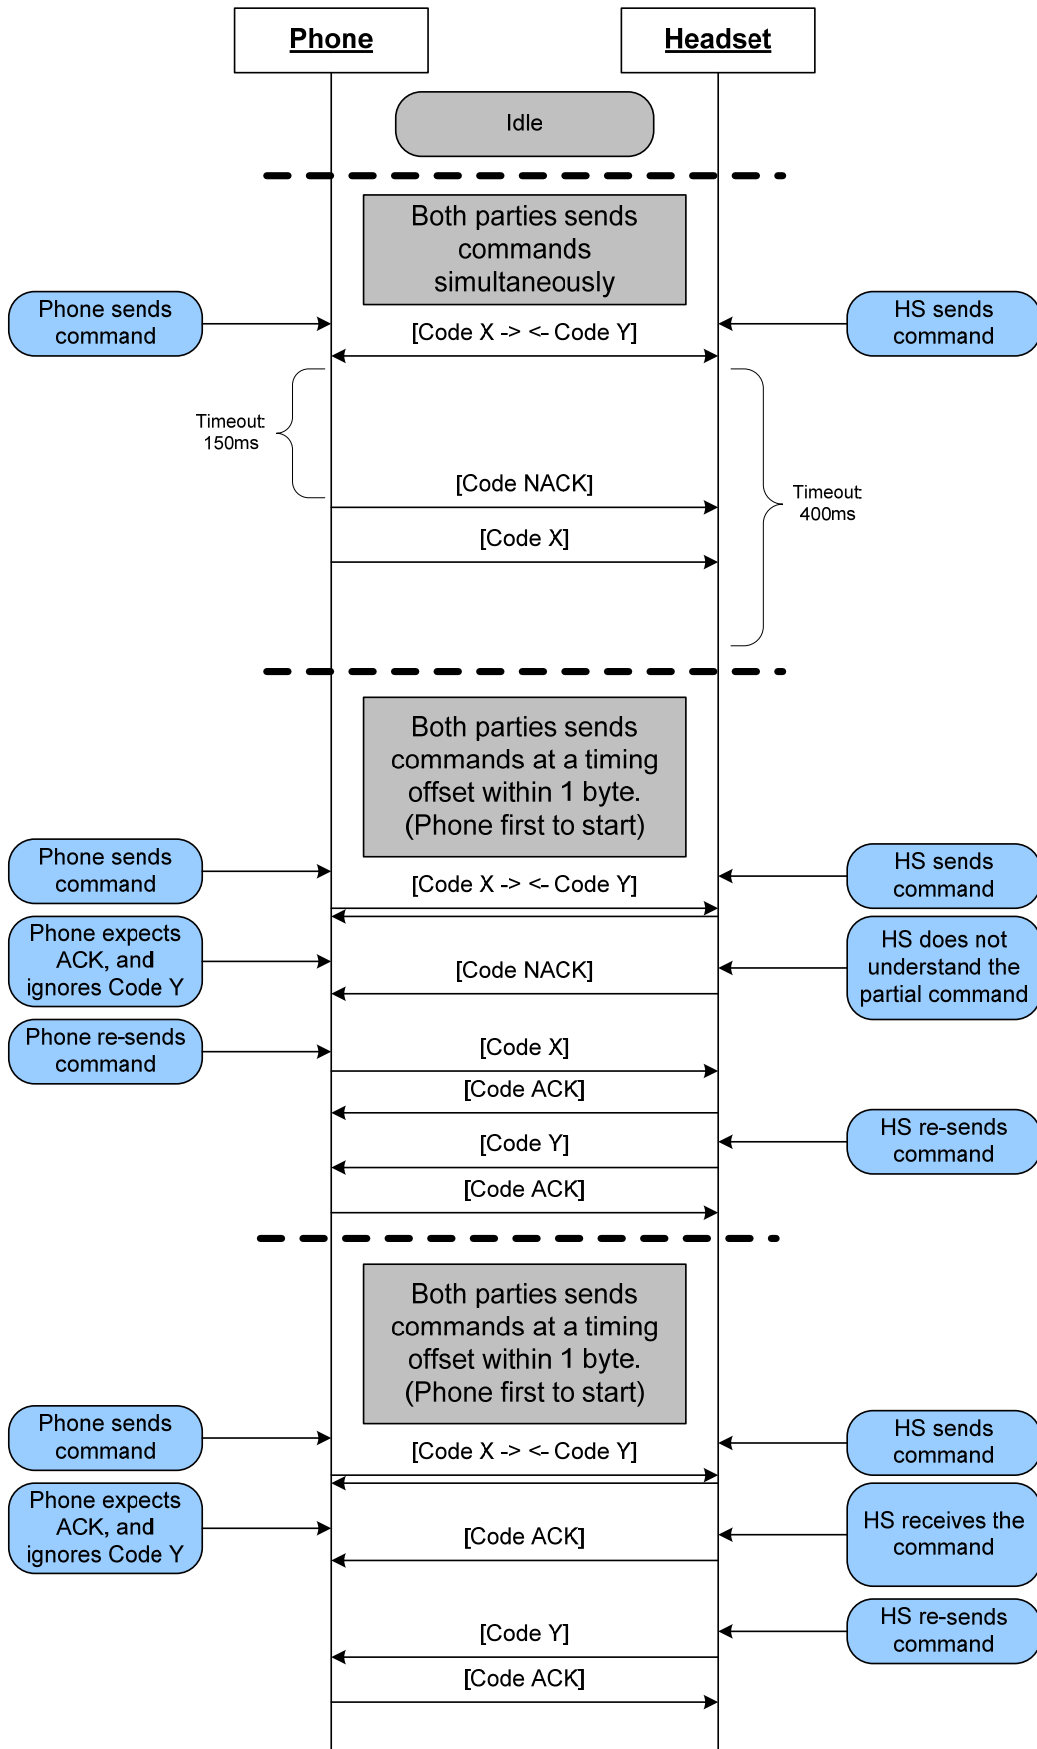 Phone
Headset
Idle
Both parties sends
commands
simultaneously
Phone sends
command
[Code X -> <- Code Y]
HS sends
command
Timeout:
150ms
[Code NACK]
Timeout:
400ms
[Code X]
Both parties sends
commands at a timing
offset within 1 byte.
(Phone first to start)
Phone sends
command
[Code X -> <- Code Y]
HS sends
command
Phone expects
ACK, and
ignores Code Y
[Code NACK]
HS does not
understand the
partial command
Phone re-sends
command
[Code X]
[Code ACK]
[Code Y]
HS re-sends
command
[Code ACK]
Both parties sends
commands at a timing
offset within 1 byte.
(Phone first to start)
Phone sends
command
[Code X -> <- Code Y]
HS sends
command
Phone expects
ACK, and
ignores Code Y
[Code ACK]
HS receives the
command
[Code Y]
HS re-sends
command
[Code ACK]